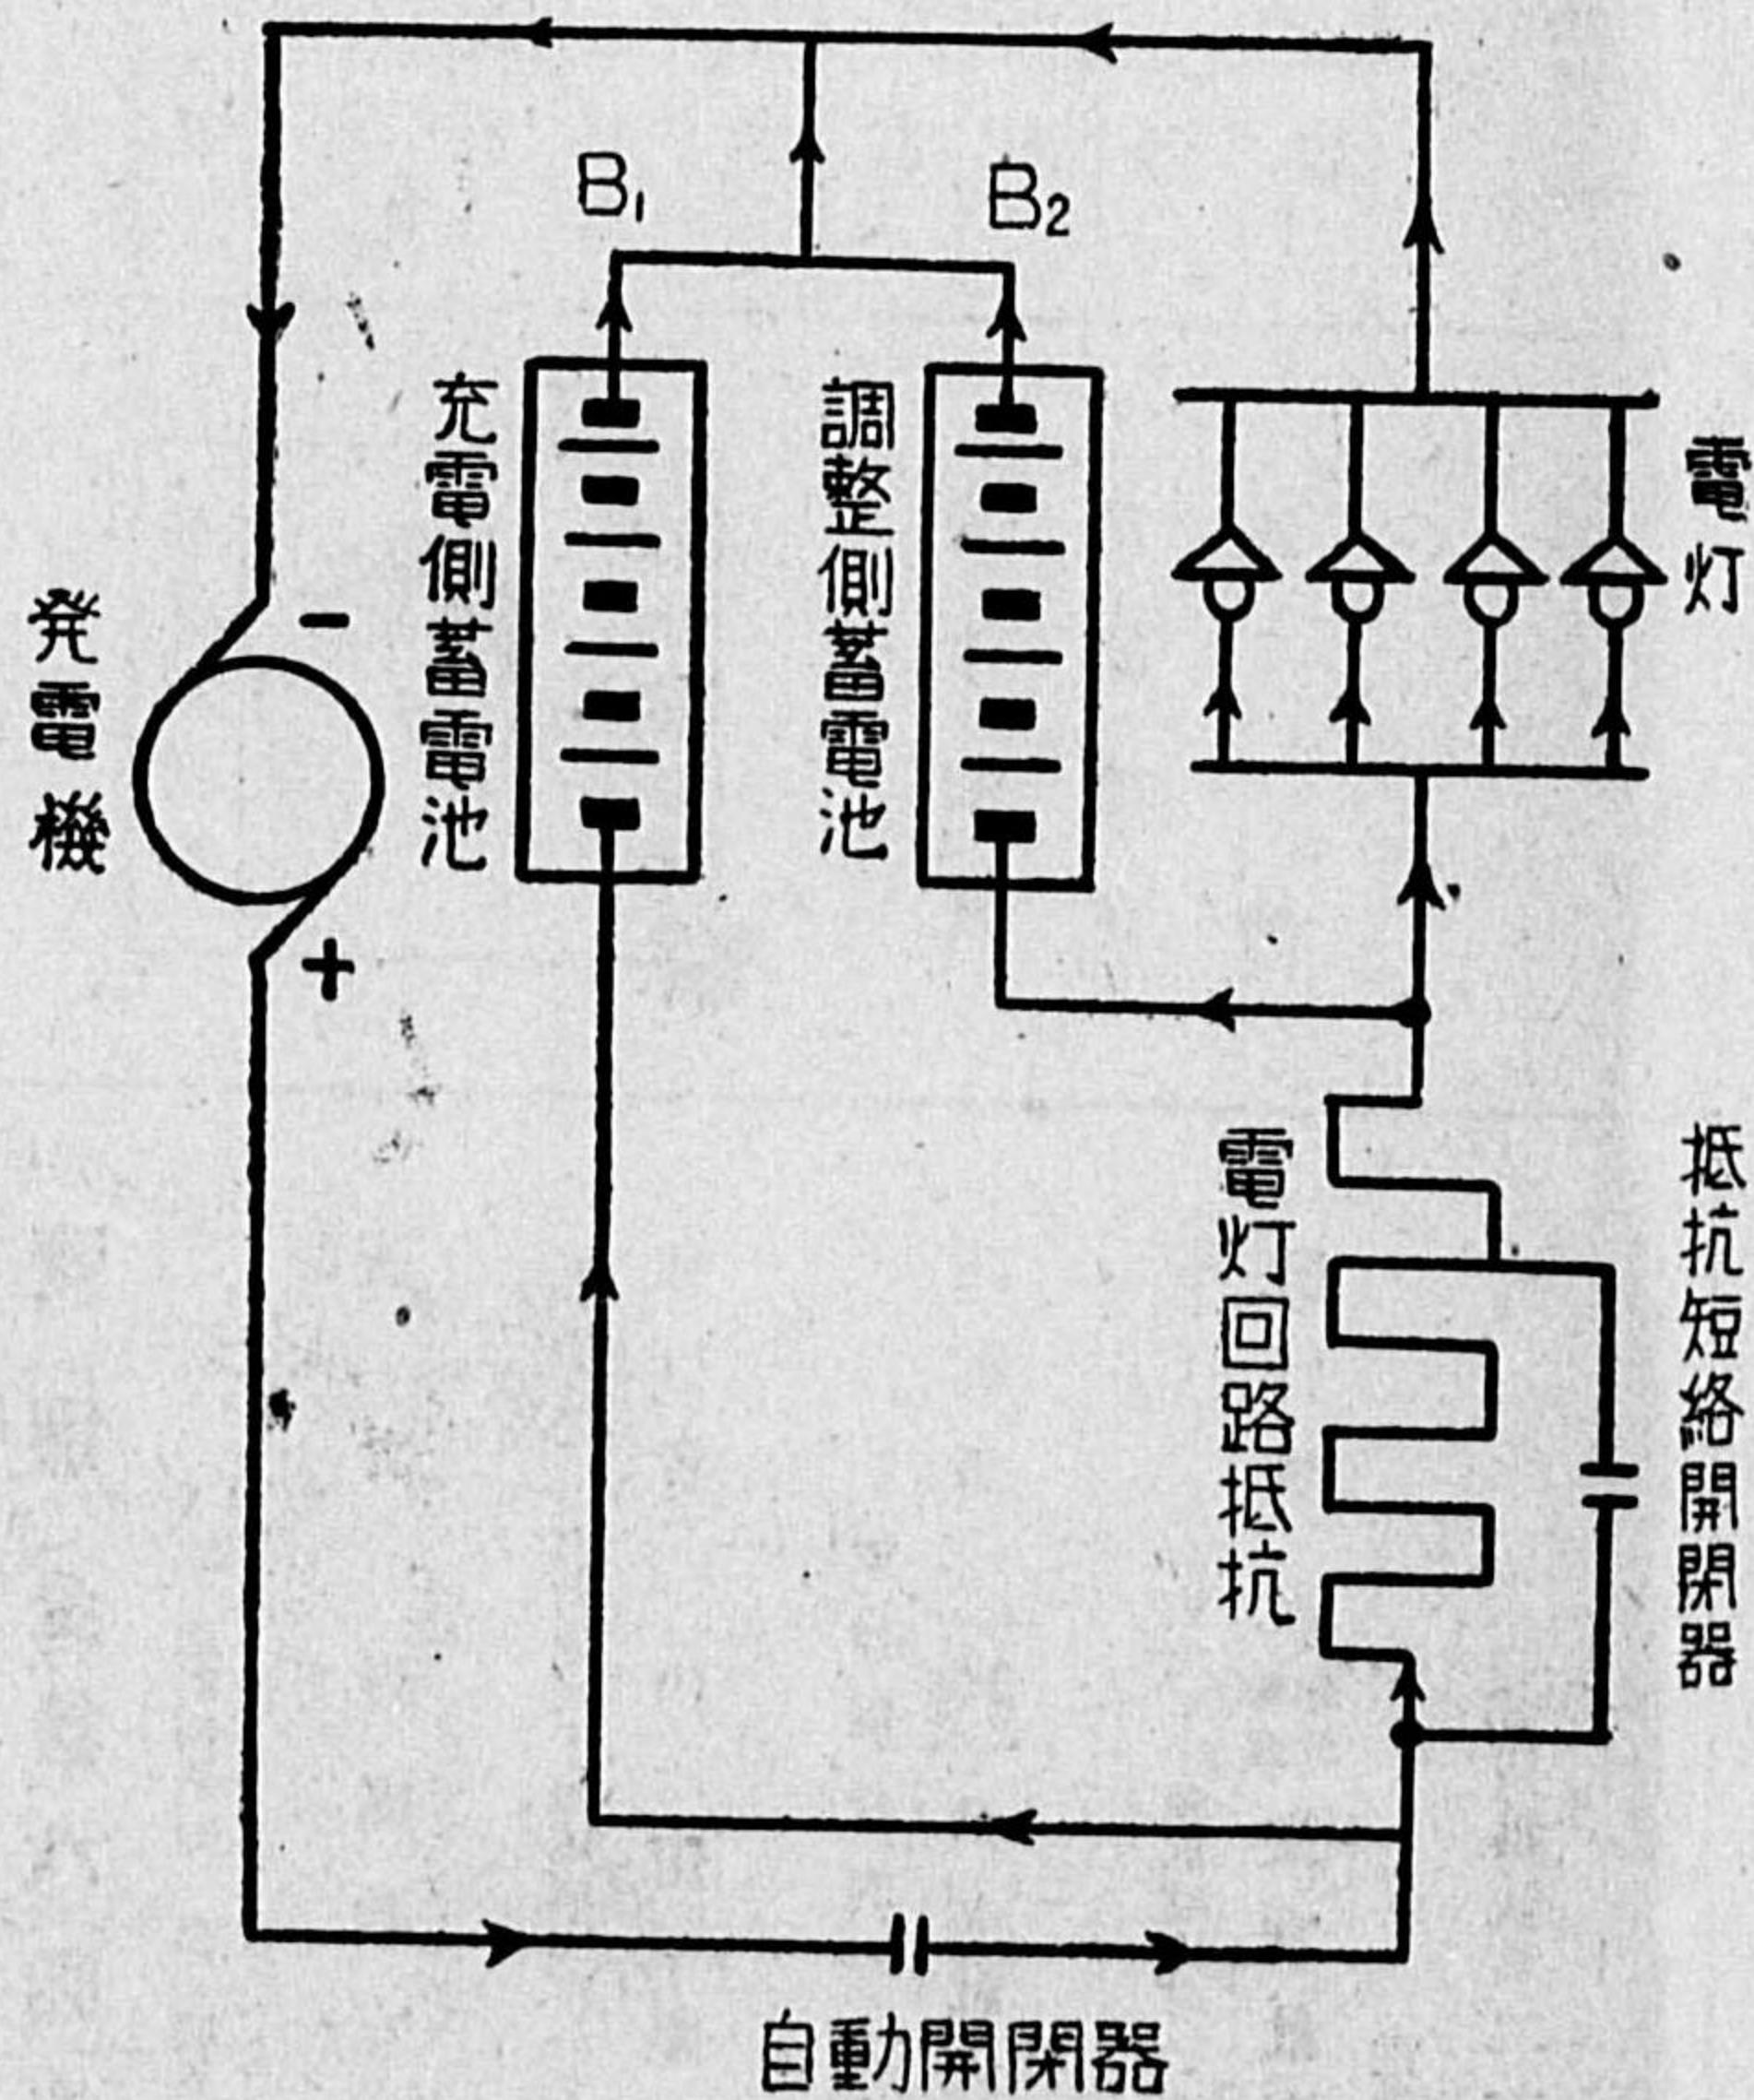 B₁
B₂
発電機
−
+
充電側蓄電池
調整側蓄電池
電灯
電灯回路抵抗
抵抗短絡開閉器
自動開閉器